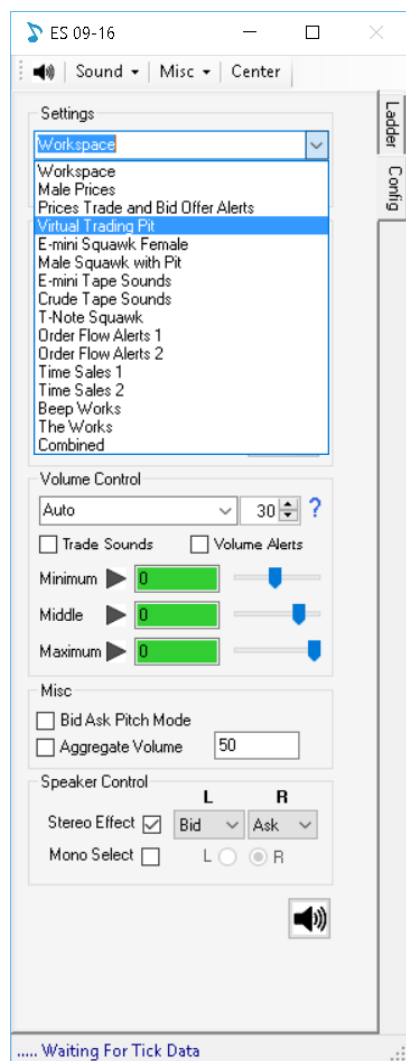 ES 09-16
Sound Misc Center
Ladder
Config
Settings
Workspace
Workspace
Male Prices
Prices Trade and Bid Offer Alerts
Virtual Trading Pit
E-mini Squawk Female
Male Squawk with Pit
E-mini Tape Sounds
Crude Tape Sounds
T-Note Squawk
Order Flow Alerts 1
Order Flow Alerts 2
Time Sales 1
Time Sales 2
Beep Works
The Works
Combined
Volume Control
Auto 30 ?
Trade Sounds Volume Alerts
Minimum 0
Middle 0
Maximum 0
Misc
Bid Ask Pitch Mode
Aggregate Volume 50
Speaker Control
L R
Stereo Effect Bid Ask
Mono Select L R
..... Waiting For Tick Data